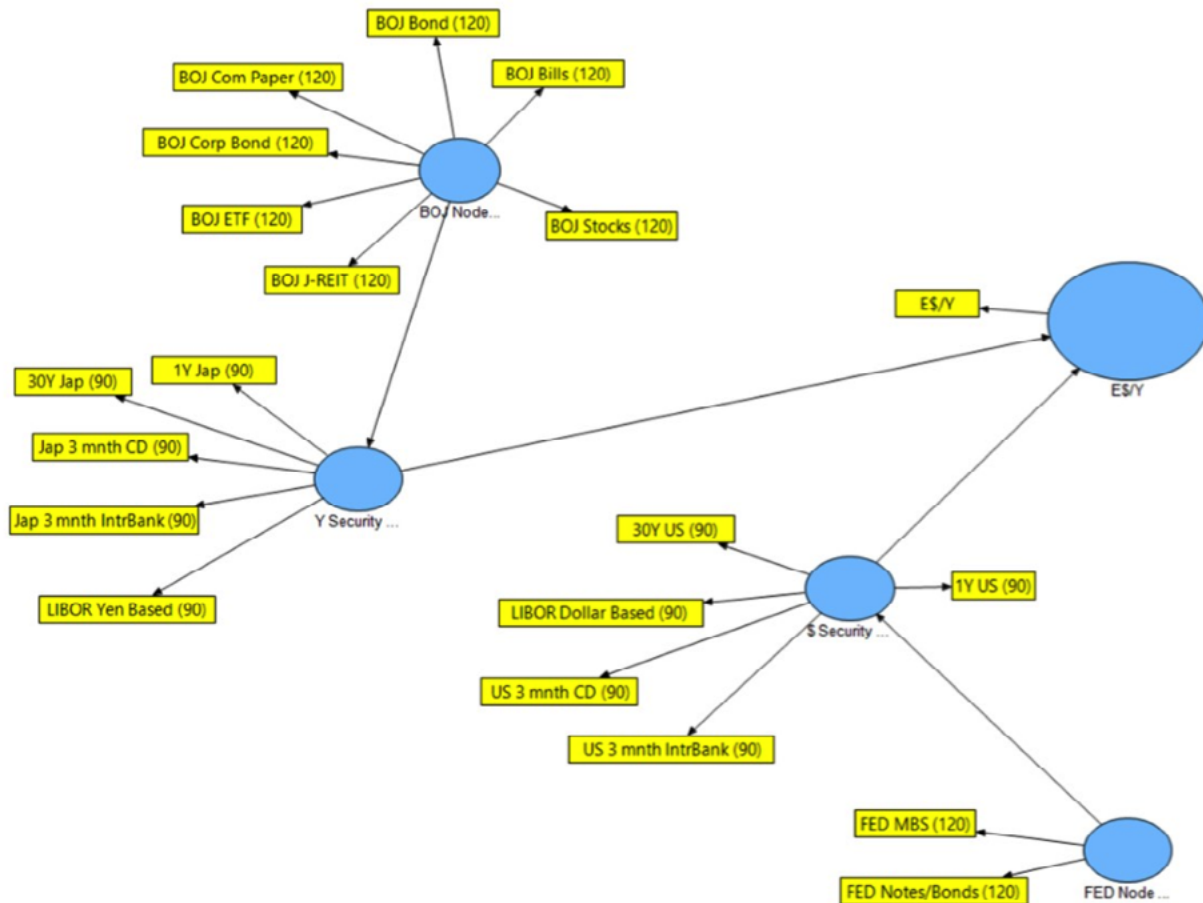 BOJ Bond (120)
BOJ Com Paper (120)
BOJ Bills (120)
BOJ Corp Bond (120)
BOJ ETF (120)
BOJ Node...
BOJ Stocks (120)
BOJ J-REIT (120)
E$/Y
E$/Y
1Y Jap (90)
30Y Jap (90)
Jap 3 mnth CD (90)
Jap 3 mnth IntrBank (90)
Y Security ...
LIBOR Yen Based (90)
30Y US (90)
1Y US (90)
LIBOR Dollar Based (90)
$ Security ...
US 3 mnth CD (90)
US 3 mnth IntrBank (90)
FED MBS (120)
FED Notes/Bonds (120)
FED Node ...